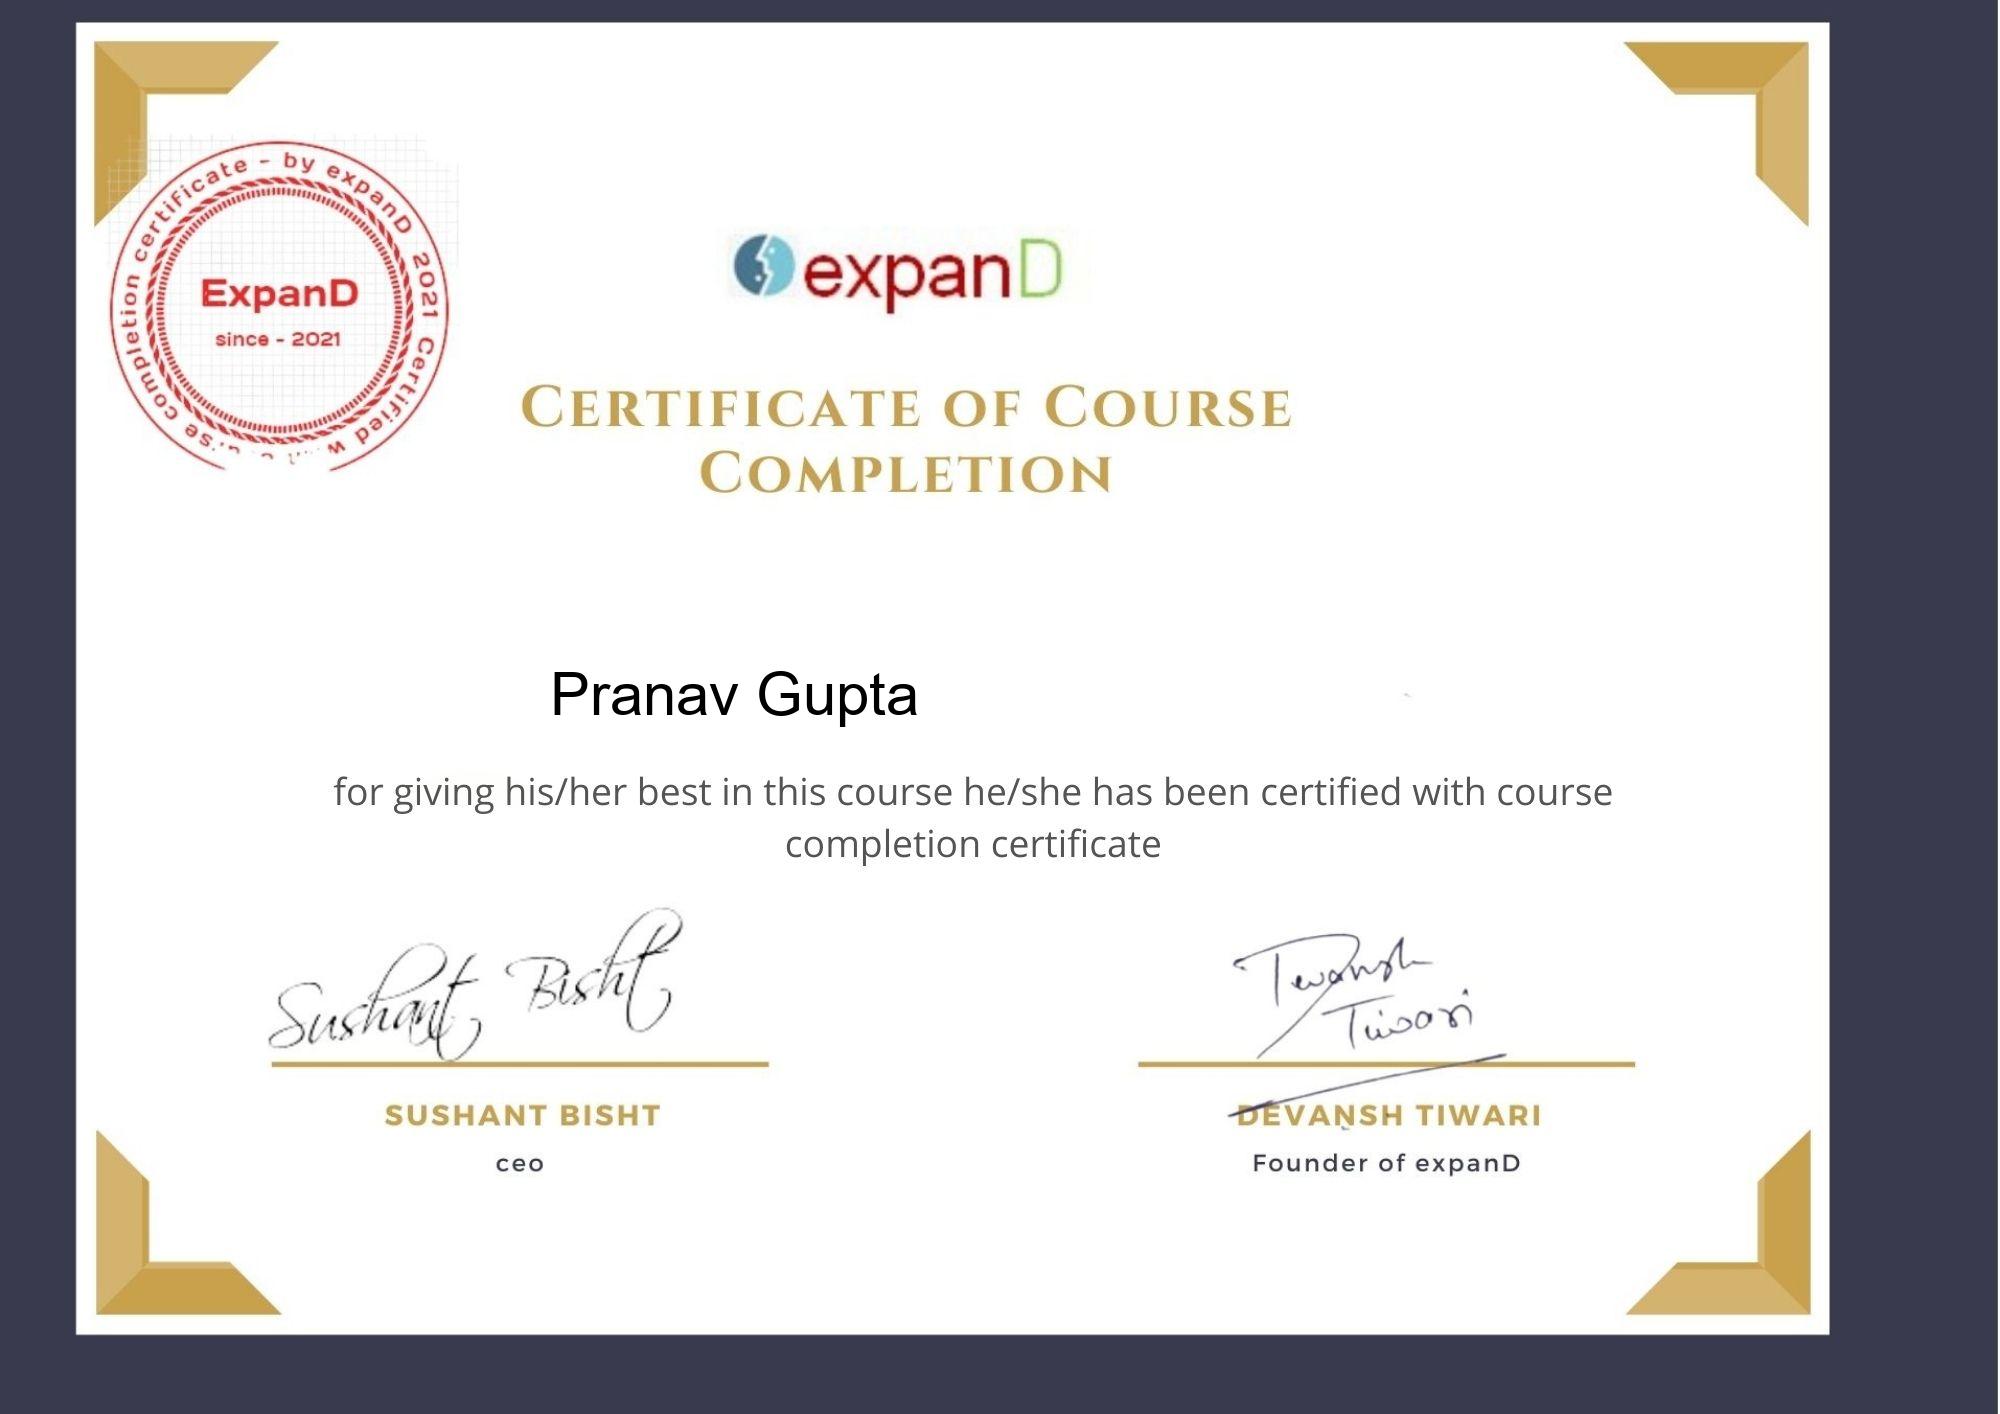 completion certificate - by expanD 2021 Certified
ExpanD
since - 2021
expanD
CERTIFICATE OF COURSE
COMPLETION
Pranav Gupta
for giving his/her best in this course he/she has been certified with course
completion certificate
Sushant Bisht
Devansh
Tiwari
SUSHANT BISHT
DEVANSH TIWARI
ceo
Founder of expanD